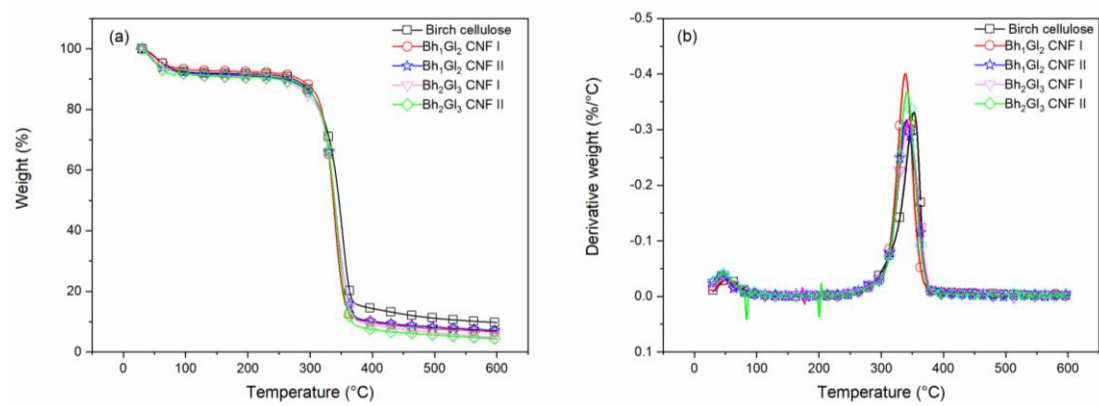 (a)
Birch cellulose
Bh₁Gl₂ CNF I
Bh₁Gl₂ CNF II
Bh₂Gl₃ CNF I
Bh₂Gl₃ CNF II
Weight (%)
100
80
60
40
20
0
0 100 200 300 400 500 600
Temperature (°C)
(b)
Birch cellulose
Bh₁Gl₂ CNF I
Bh₁Gl₂ CNF II
Bh₂Gl₃ CNF I
Bh₂Gl₃ CNF II
Derivative weight (%/°C)
-0.4
-0.3
-0.2
-0.1
0.0
0.1
0 100 200 300 400 500 600
Temperature (°C)